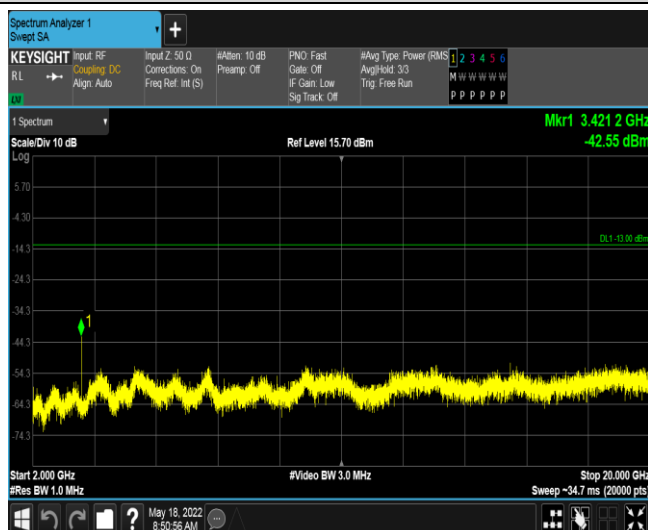 Spectrum Analyzer 1
Swept SA
+
KEYSIGHT
RL
LXI
Input: RF
Coupling: DC
Align: Auto
Input Z: 50 Ω
Corrections: On
Freq Ref: Int (S)
#Atten: 10 dB
Preamp: Off
PNO: Fast
Gate: Off
IF Gain: Low
Sig Track: Off
#Avg Type: Power (RMS
Avg|Hold: 3/3
Trig: Free Run
1 2 3 4 5 6
M W W W W W
P P P P P P
1 Spectrum
Mkr1 3.421 2 GHz
Scale/Div 10 dB
Ref Level 15.70 dBm
-42.55 dBm
Log
5.70
-4.30
DL1 -13.00 dBm
-14.3
-24.3
-34.3
1
-44.3
-54.3
-64.3
-74.3
Start 2.000 GHz
#Video BW 3.0 MHz
Stop 20.000 GHz
#Res BW 1.0 MHz
Sweep ~34.7 ms (20000 pts)
?
May 18, 2022
8:50:56 AM